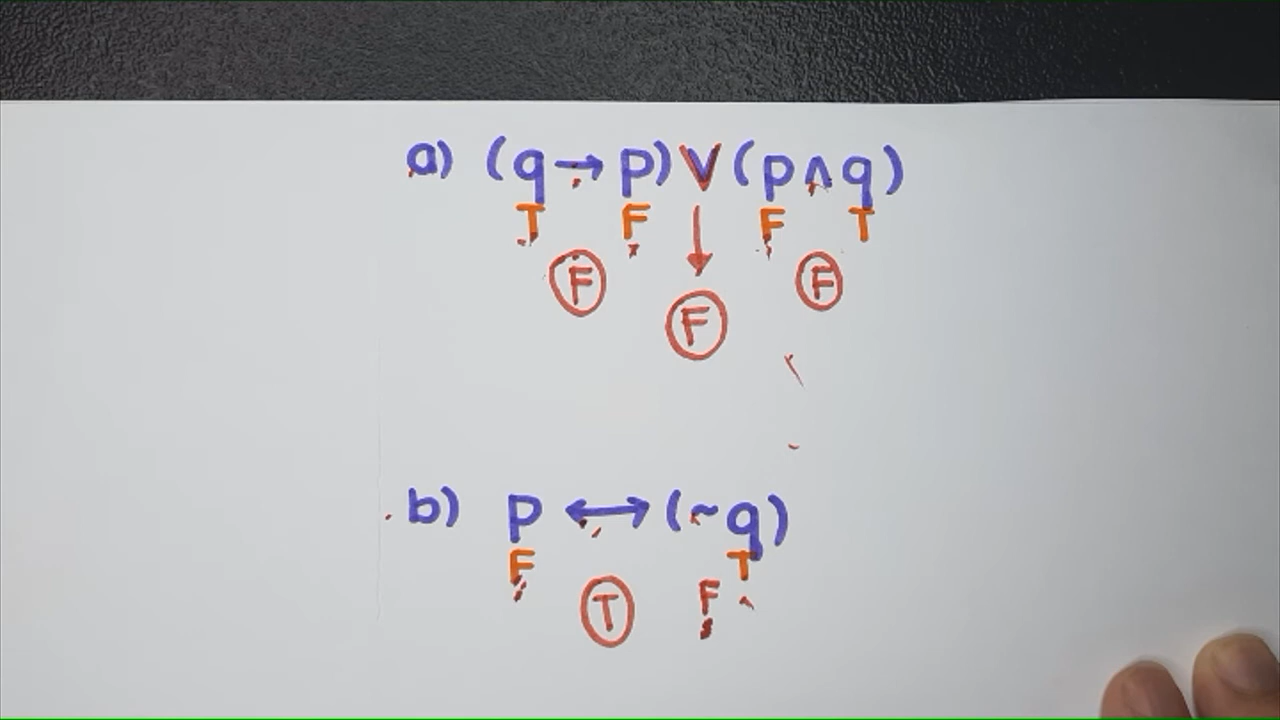 a) (q → p) ∨ (p ∧ q)
T F F T
F F
F
b) p ↔ (~q)
F T
T F